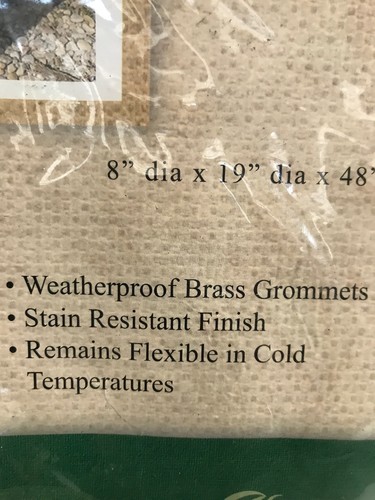 8” dia x 19” dia x 48”
• Weatherproof Brass Grommets
• Stain Resistant Finish
• Remains Flexible in Cold
Temperatures